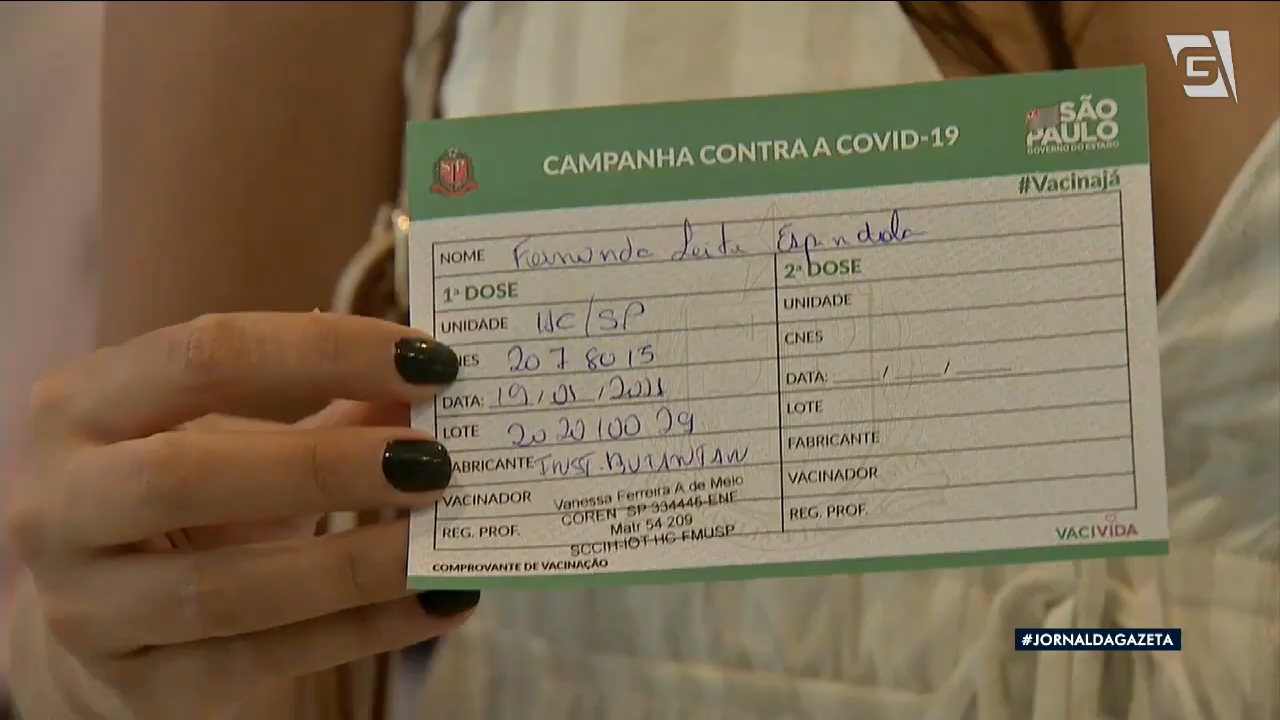 CAMPANHA CONTRA A COVID-19
SP
SÃO
PAULO
GOVERNO DO ESTADO
#Vacinajá
NOME Fernanda Leite Espindola
1ª DOSE
UNIDADE HC/SP
CNES 2078015
DATA: 19/01/2021
LOTE 202010029
FABRICANTE INST. BUTANTAN
VACINADOR Vanessa Ferreira A de Melo
COREN SP 334446-ENF
REG. PROF. Matr 54 209
SCCIH-IOT-HC-FMUSP
2ª DOSE
UNIDADE
CNES
DATA: / /
LOTE
FABRICANTE
VACINADOR
REG. PROF.
COMPROVANTE DE VACINAÇÃO
VACIVIDA
#JORNALDAGAZETA
G